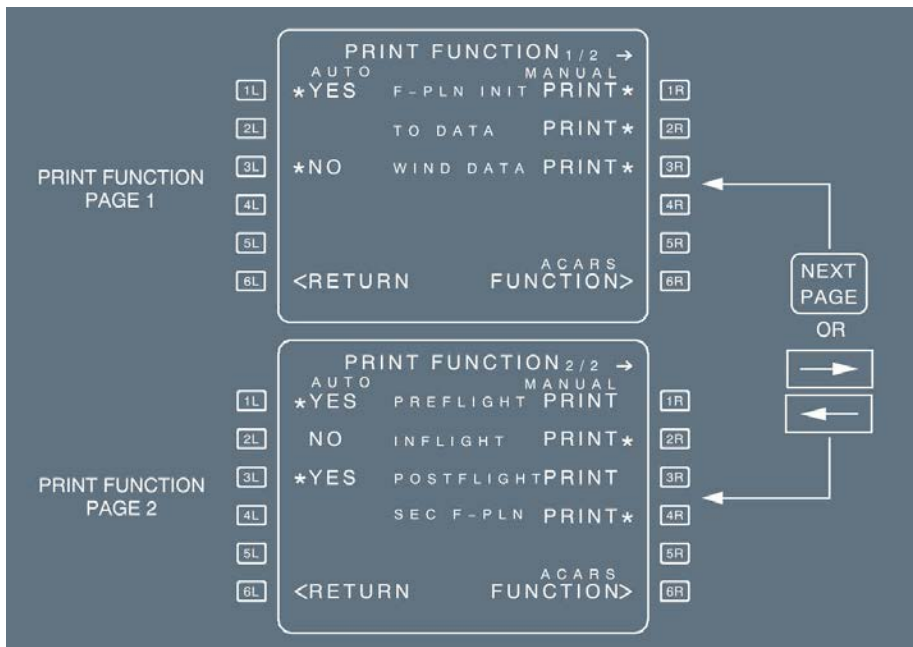 PRINT FUNCTION 1/2 →
AUTO MANUAL
1L *YES F-PLN INIT PRINT* 1R
2L TO DATA PRINT* 2R
3L *NO WIND DATA PRINT* 3R
PRINT FUNCTION
PAGE 1
4L 4R
5L 5R
ACARS
6L <RETURN FUNCTION> 6R
NEXT
PAGE
OR
PRINT FUNCTION 2/2 →
AUTO MANUAL
1L *YES PREFLIGHT PRINT 1R
2L NO INFLIGHT PRINT* 2R
3L *YES POSTFLIGHT PRINT 3R
PRINT FUNCTION
PAGE 2
4L SEC F-PLN PRINT* 4R
5L 5R
ACARS
6L <RETURN FUNCTION> 6R